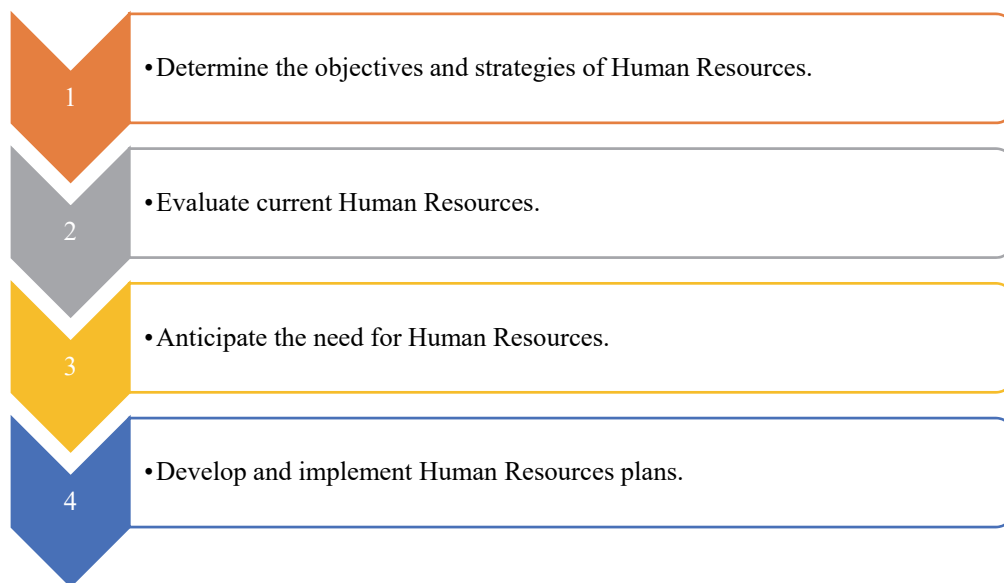 1
•Determine the objectives and strategies of Human Resources.
2
•Evaluate current Human Resources.
3
•Anticipate the need for Human Resources.
4
•Develop and implement Human Resources plans.